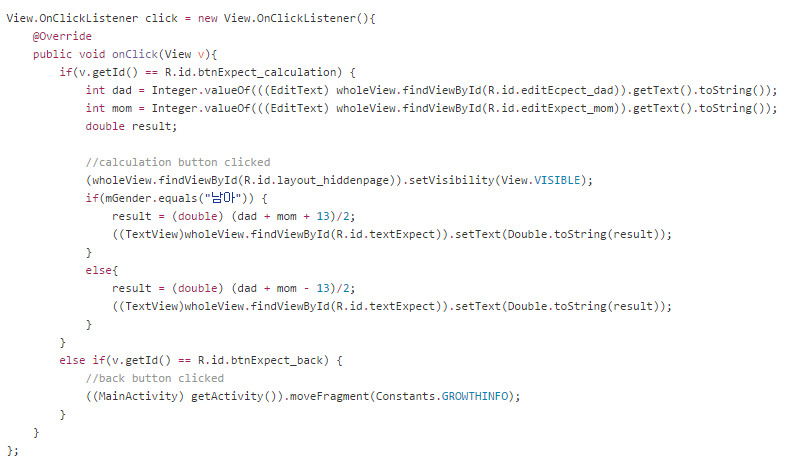 View.OnClickListener click = new View.OnClickListener(){
    @Override
    public void onClick(View v){
        if(v.getId() == R.id.btnExpect_calculation) {
            int dad = Integer.valueOf(((EditText) wholeView.findViewById(R.id.editEcpect_dad)).getText().toString());
            int mom = Integer.valueOf(((EditText) wholeView.findViewById(R.id.editExpect_mom)).getText().toString());
            double result;

            //calculation button clicked
            (wholeView.findViewById(R.id.layout_hiddenpage)).setVisibility(View.VISIBLE);
            if(mGender.equals("남아")) {
                result = (double) (dad + mom + 13)/2;
                ((TextView)wholeView.findViewById(R.id.textExpect)).setText(Double.toString(result));
            }
            else{
                result = (double) (dad + mom - 13)/2;
                ((TextView)wholeView.findViewById(R.id.textExpect)).setText(Double.toString(result));
            }
        }
        else if(v.getId() == R.id.btnExpect_back) {
            //back button clicked
            ((MainActivity) getActivity()).moveFragment(Constants.GROWTHINFO);
        }
    }
};